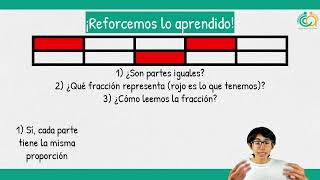 ¡Reforcemos lo aprendido!
1) ¿Son partes iguales?
2) ¿Qué fracción representa (rojo es lo que tenemos)?
3) ¿Cómo leemos la fracción?
1) Sí, cada parte
tiene la misma
proporción